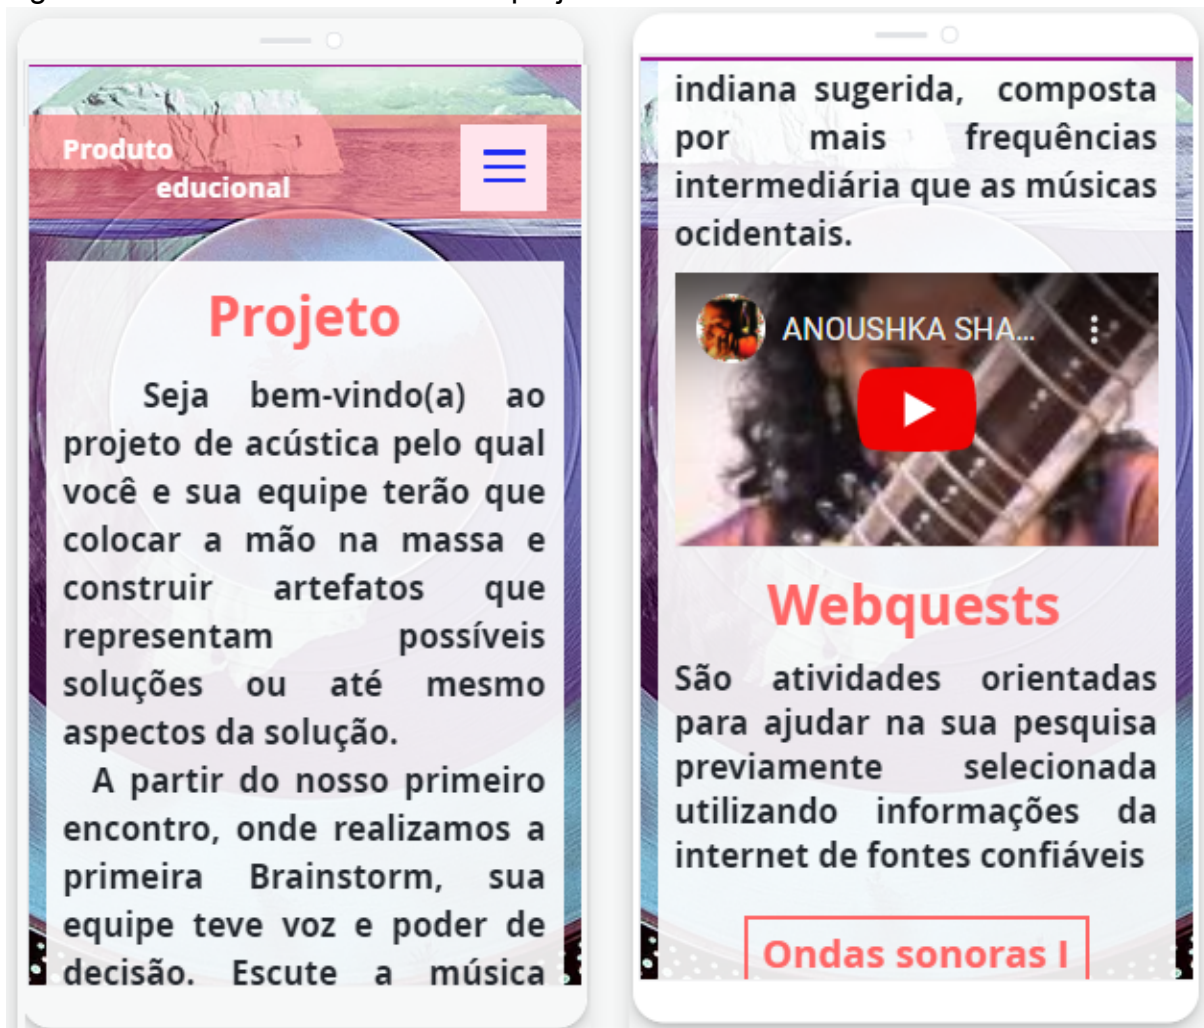 Produto
educional
Projeto
Seja bem-vindo(a) ao
projeto de acústica pelo qual
você e sua equipe terão que
colocar a mão na massa e
construir artefatos que
representam possíveis
soluções ou até mesmo
aspectos da solução.
A partir do nosso primeiro
encontro, onde realizamos a
primeira Brainstorm, sua
equipe teve voz e poder de
decisão. Escute a música
indiana sugerida, composta
por mais frequências
intermediária que as músicas
ocidentais.
ANOUSHKA SHA...
Webquests
São atividades orientadas
para ajudar na sua pesquisa
previamente selecionada
utilizando informações da
internet de fontes confiáveis
Ondas sonoras I